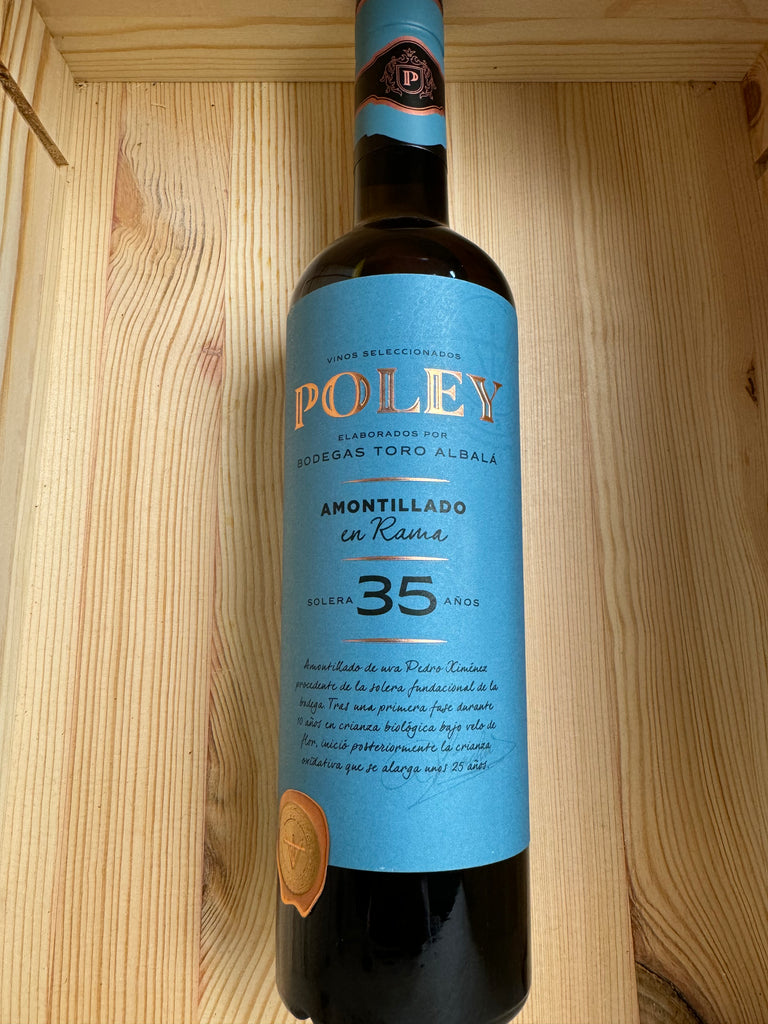 P
VINOS SELECCIONADOS
POLEY
ELABORADOS POR
BODEGAS TORO ALBALÁ
AMONTILLADO
en Rama
SOLERA 35 AÑOS
Amontillado de uva Pedro Ximénez
procedente de la solera fundacional de la
bodega. Tras una primera fase durante
10 años en crianza biológica bajo velo de
flor, inició posteriormente la crianza
oxidativa que se alarga unos 25 años.